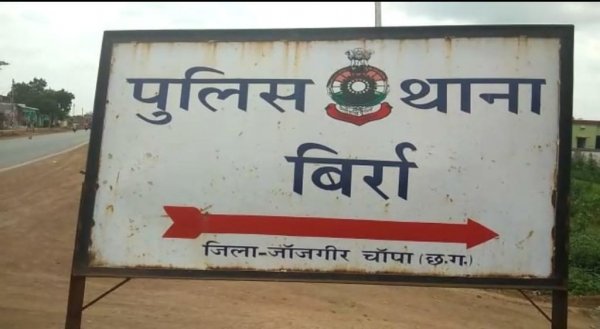 पुलिस थाना
बिर्रा
जिला-जाँजगीर चाँपा (छ.ग.)